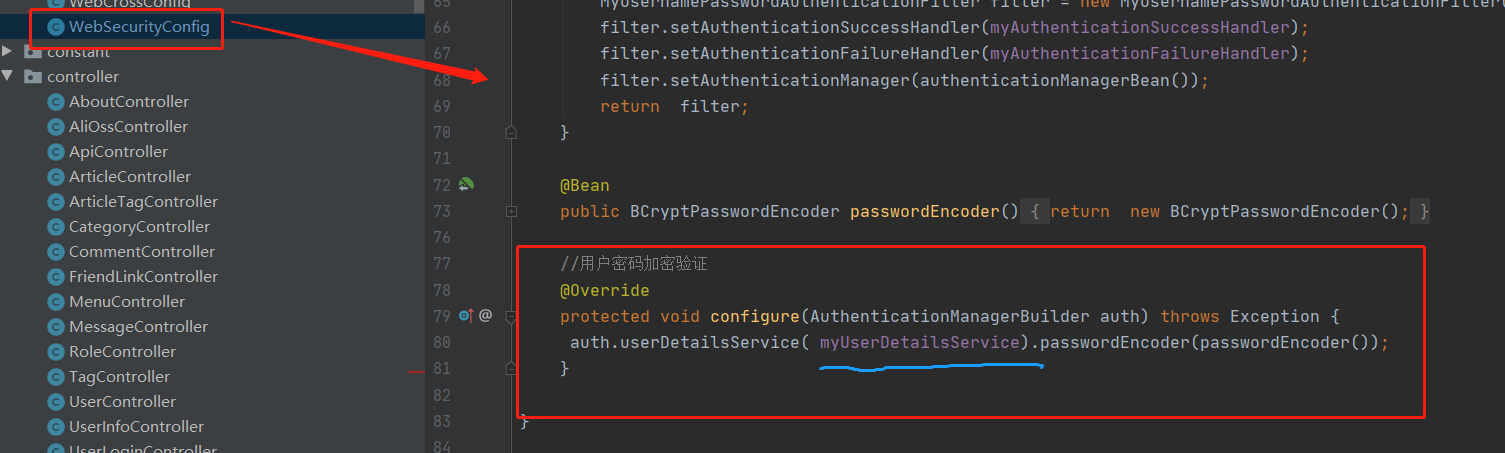 WebCrossConfig
WebSecurityConfig
constant
controller
AboutController
AliOssController
ApiController
ArticleController
ArticleTagController
CategoryController
CommentController
FriendLinkController
MenuController
MessageController
RoleController
TagController
UserController
UserInfoController
UserLoginController
65 MyUsernamePasswordAuthenticationFilter filter = new MyUsernamePasswordAuthenticationFilter(
66 filter.setAuthenticationSuccessHandler(myAuthenticationSuccessHandler);
67 filter.setAuthenticationFailureHandler(myAuthenticationFailureHandler);
68 filter.setAuthenticationManager(authenticationManagerBean());
69 return filter;
70 }
71
72 @Bean
73 public BCryptPasswordEncoder passwordEncoder() { return new BCryptPasswordEncoder(); }
76
77 //用户密码加密验证
78 @Override
79 @ protected void configure(AuthenticationManagerBuilder auth) throws Exception {
80 auth.userDetailsService( myUserDetailsService).passwordEncoder(passwordEncoder());
81 }
82
83 }
84